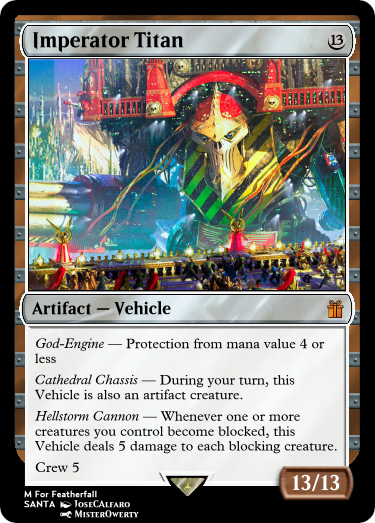 Imperator Titan
13
Artifact — Vehicle
God-Engine — Protection from mana value 4 or
less
Cathedral Chassis — During your turn, this
Vehicle is also an artifact creature.
Hellstorm Cannon — Whenever one or more
creatures you control become blocked, this
Vehicle deals 5 damage to each blocking creature.
Crew 5
13/13
M For Featherfall
SANTA JoseCalfaro
MisterOwerty